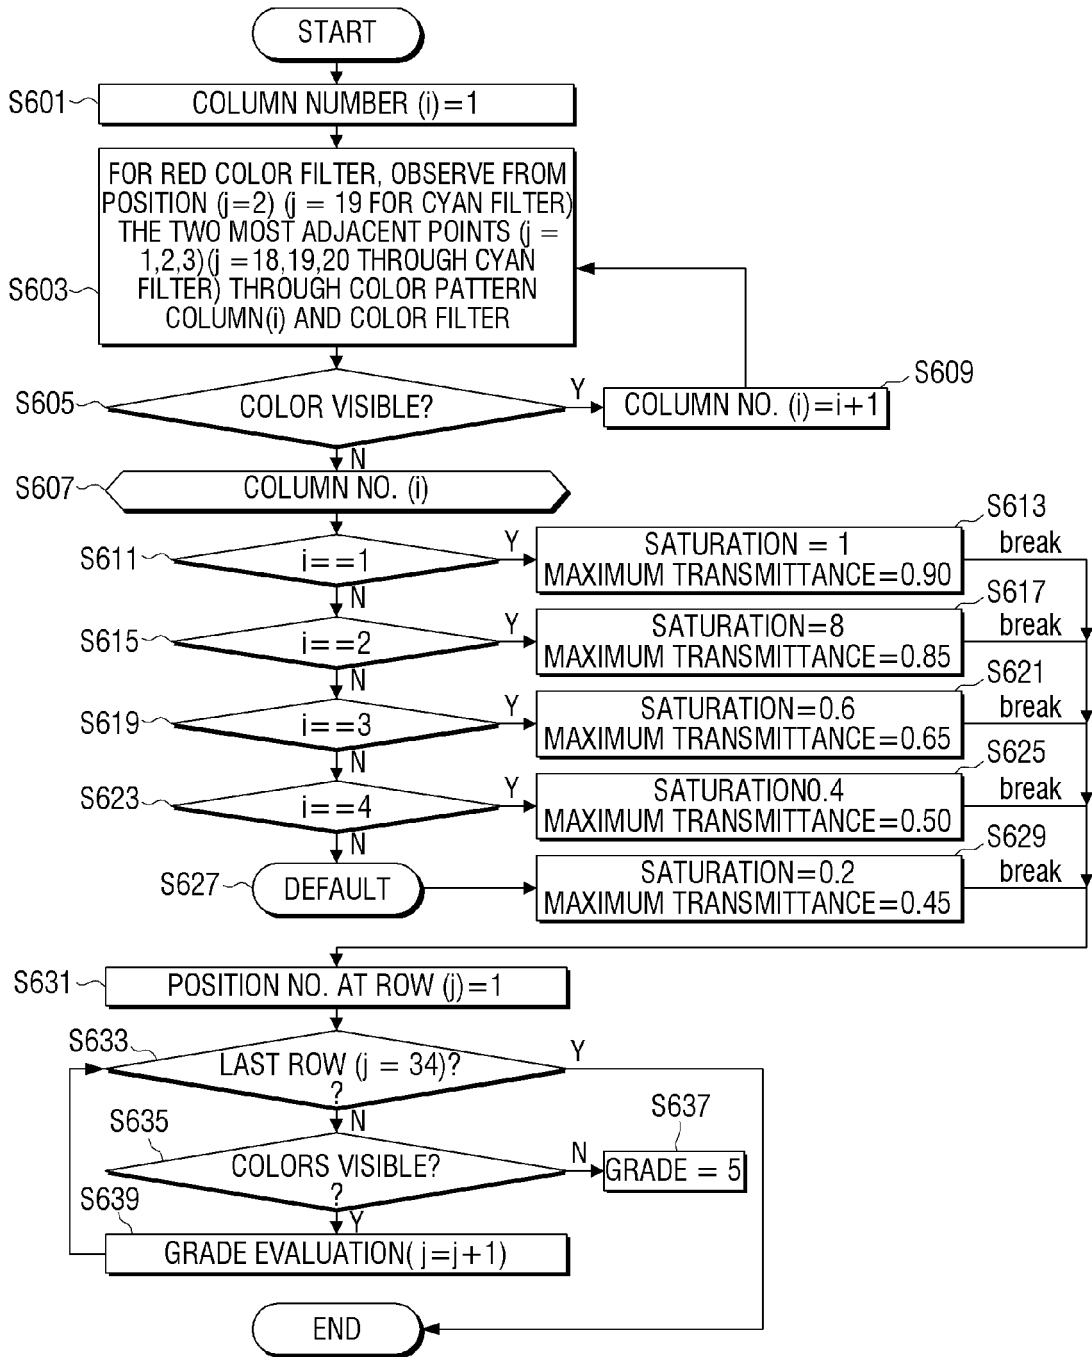 START
S601
COLUMN NUMBER (i)=1
FOR RED COLOR FILTER, OBSERVE FROM
POSITION (j=2) (j = 19 FOR CYAN FILTER)
THE TWO MOST ADJACENT POINTS (j =
1,2,3)(j =18,19,20 THROUGH CYAN
FILTER) THROUGH COLOR PATTERN
COLUMN(i) AND COLOR FILTER
S603
S605
COLOR VISIBLE?
Y
COLUMN NO. (i)=i+1
S609
N
S607
COLUMN NO. (i)
S611
i==1
Y
SATURATION = 1
MAXIMUM TRANSMITTANCE=0.90
S613
break
N
S615
i==2
Y
SATURATION=8
MAXIMUM TRANSMITTANCE=0.85
S617
break
N
S619
i==3
Y
SATURATION=0.6
MAXIMUM TRANSMITTANCE=0.65
S621
break
N
S623
i==4
Y
SATURATION0.4
MAXIMUM TRANSMITTANCE=0.50
S625
break
N
S627
DEFAULT
SATURATION=0.2
MAXIMUM TRANSMITTANCE=0.45
S629
break
S631
POSITION NO. AT ROW (j)=1
S633
LAST ROW (j = 34)?
?
Y
N
S635
COLORS VISIBLE?
?
N
S637
GRADE = 5
Y
S639
GRADE EVALUATION( j=j+1)
END